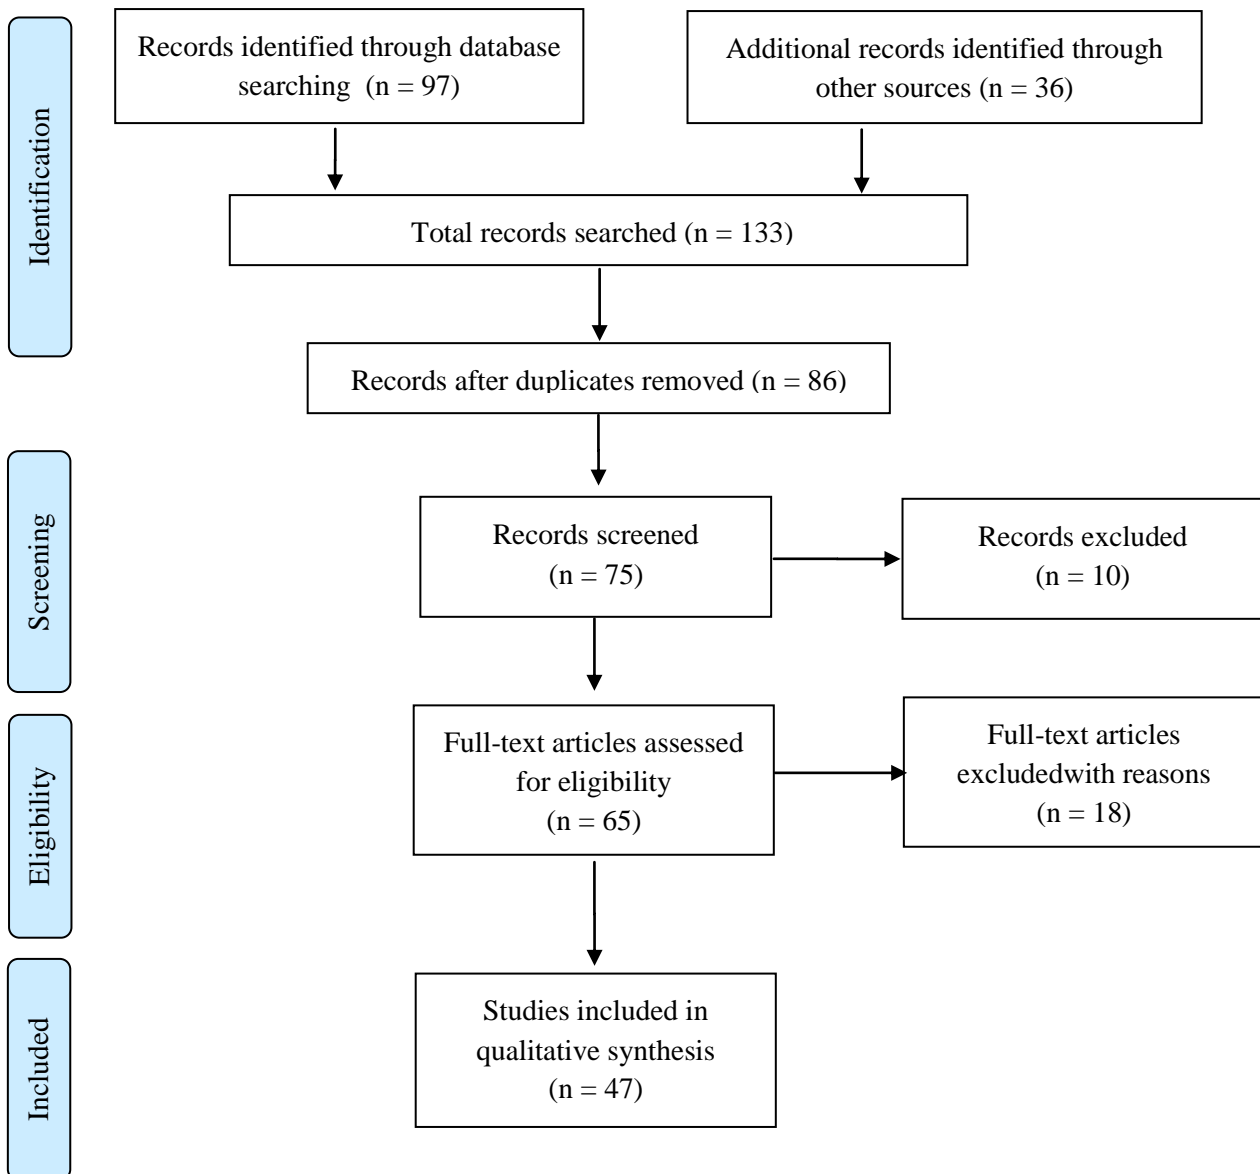 Records identified through database
searching (n = 97)
Additional records identified through
other sources (n = 36)
Identification
Total records searched (n = 133)
Records after duplicates removed (n = 86)
Screening
Records screened
(n = 75)
Records excluded
(n = 10)
Eligibility
Full-text articles assessed
for eligibility
(n = 65)
Full-text articles
excludedwith reasons
(n = 18)
Included
Studies included in
qualitative synthesis
(n = 47)